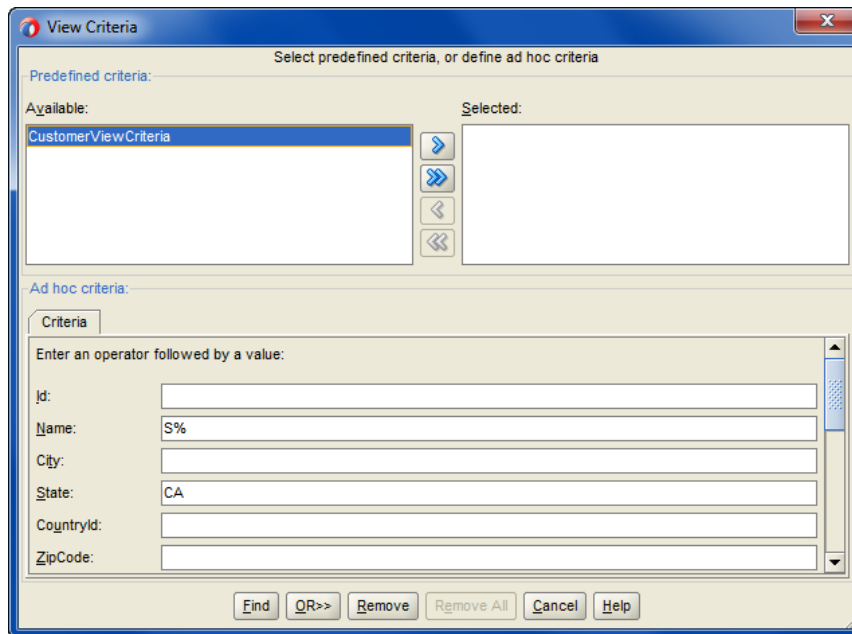 View Criteria
Select predefined criteria, or define ad hoc criteria
Predefined criteria:
Available:
Selected:
CustomerViewCriteria
Ad hoc criteria:
Criteria
Enter an operator followed by a value:
Id:
Name: S%
City:
State: CA
CountryId:
ZipCode:
Find OR>> Remove Remove All Cancel Help